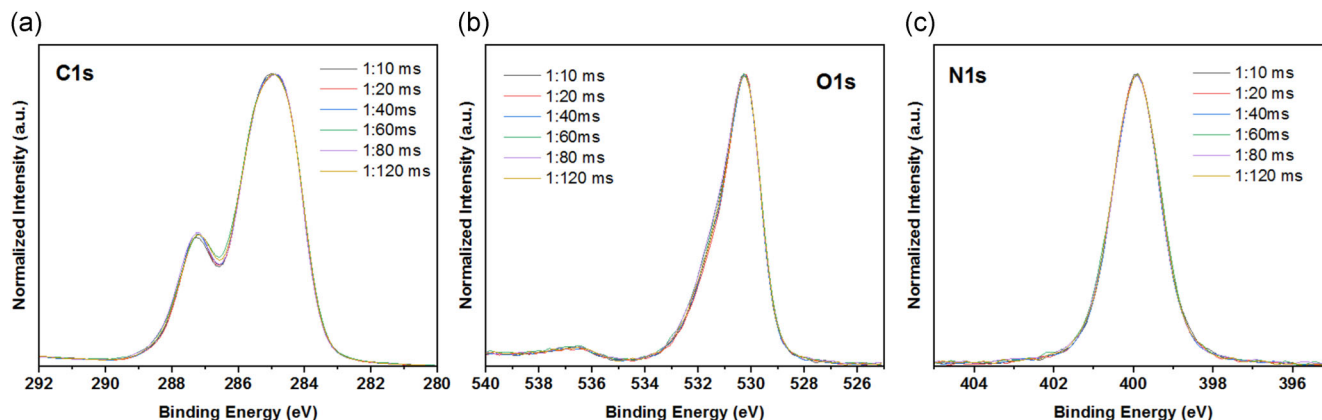 (a)
C1s
1:10 ms
1:20 ms
1:40ms
1:60ms
1:80 ms
1:120 ms
Normalized Intensity (a.u.)
292 290 288 286 284 282 280
Binding Energy (eV)
(b)
O1s
1:10 ms
1:20 ms
1:40ms
1:60ms
1:80 ms
1:120 ms
Normalized Intensity (a.u.)
540 538 536 534 532 530 528 526
Binding Energy (eV)
(c)
N1s
1:10 ms
1:20 ms
1:40ms
1:60ms
1:80 ms
1:120 ms
Normalized Intensity (a.u.)
404 402 400 398 396
Binding Energy (eV)